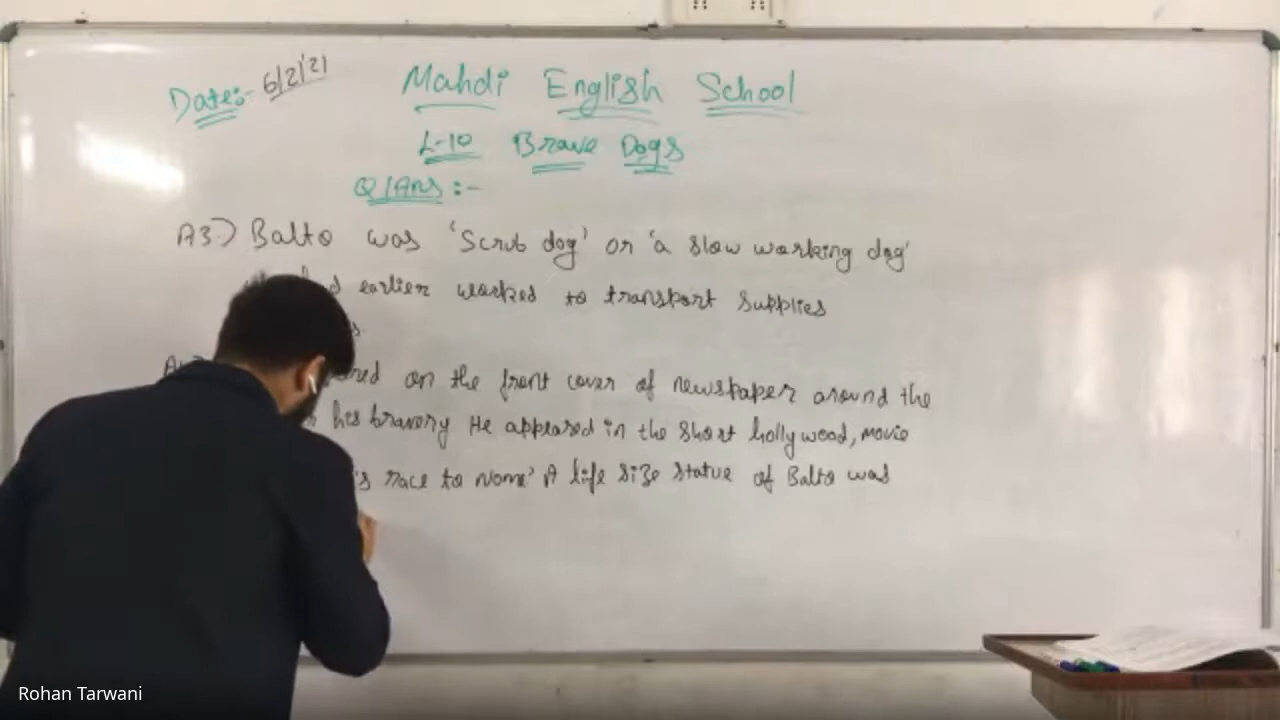 Date:- 6/2/21
Mahdi English School
L-10 Brave Dogs
Q/Ans :-
A3) Balto was 'Scrub dog' or 'a slow working dog'
earlier worked to transport supplies
on the front cover of newspaper around the
his bravery He appeared in the short hollywood, movie
race to Nome' A life size statue of Balto was
Rohan Tarwani